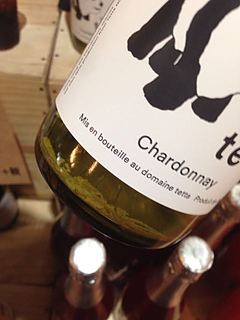 te
Chardonnay
Mis en bouteille au domaine tetta